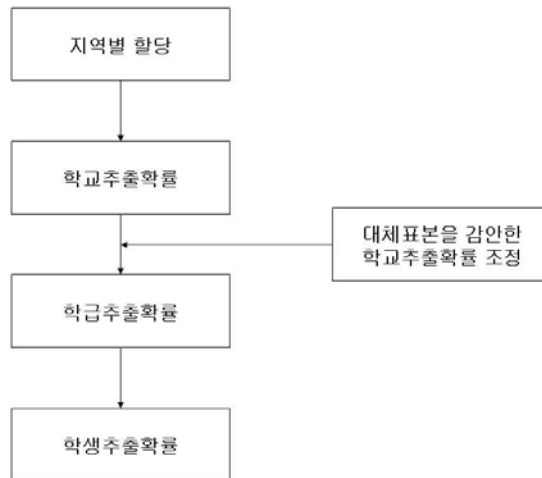 지역별 할당
학교추출확률
대체표본을 감안한
학교추출확률 조정
학급추출확률
학생추출확률